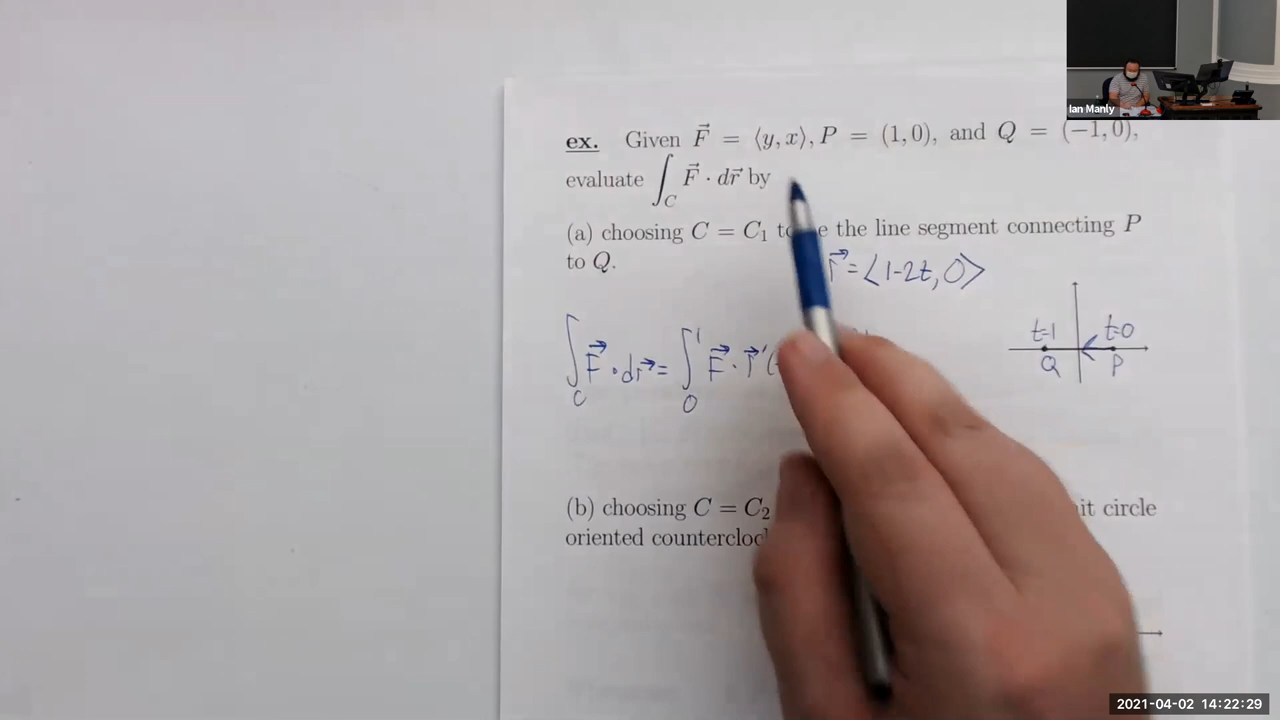 Ian Manly
ex. Given F⃗ = ⟨y, x⟩, P = (1, 0), and Q = (−1, 0),
evaluate ∫_C F⃗ · dr⃗ by
(a) choosing C = C₁ to be the line segment connecting P
to Q.
r⃗ = ⟨1-2t, 0⟩
t=1 t=0
Q P
∫_C F⃗ · dr⃗ = ∫_0^1 F⃗ · r⃗'(
(b) choosing C = C₂ it circle
oriented countercloc
2021-04-02 14:22:29